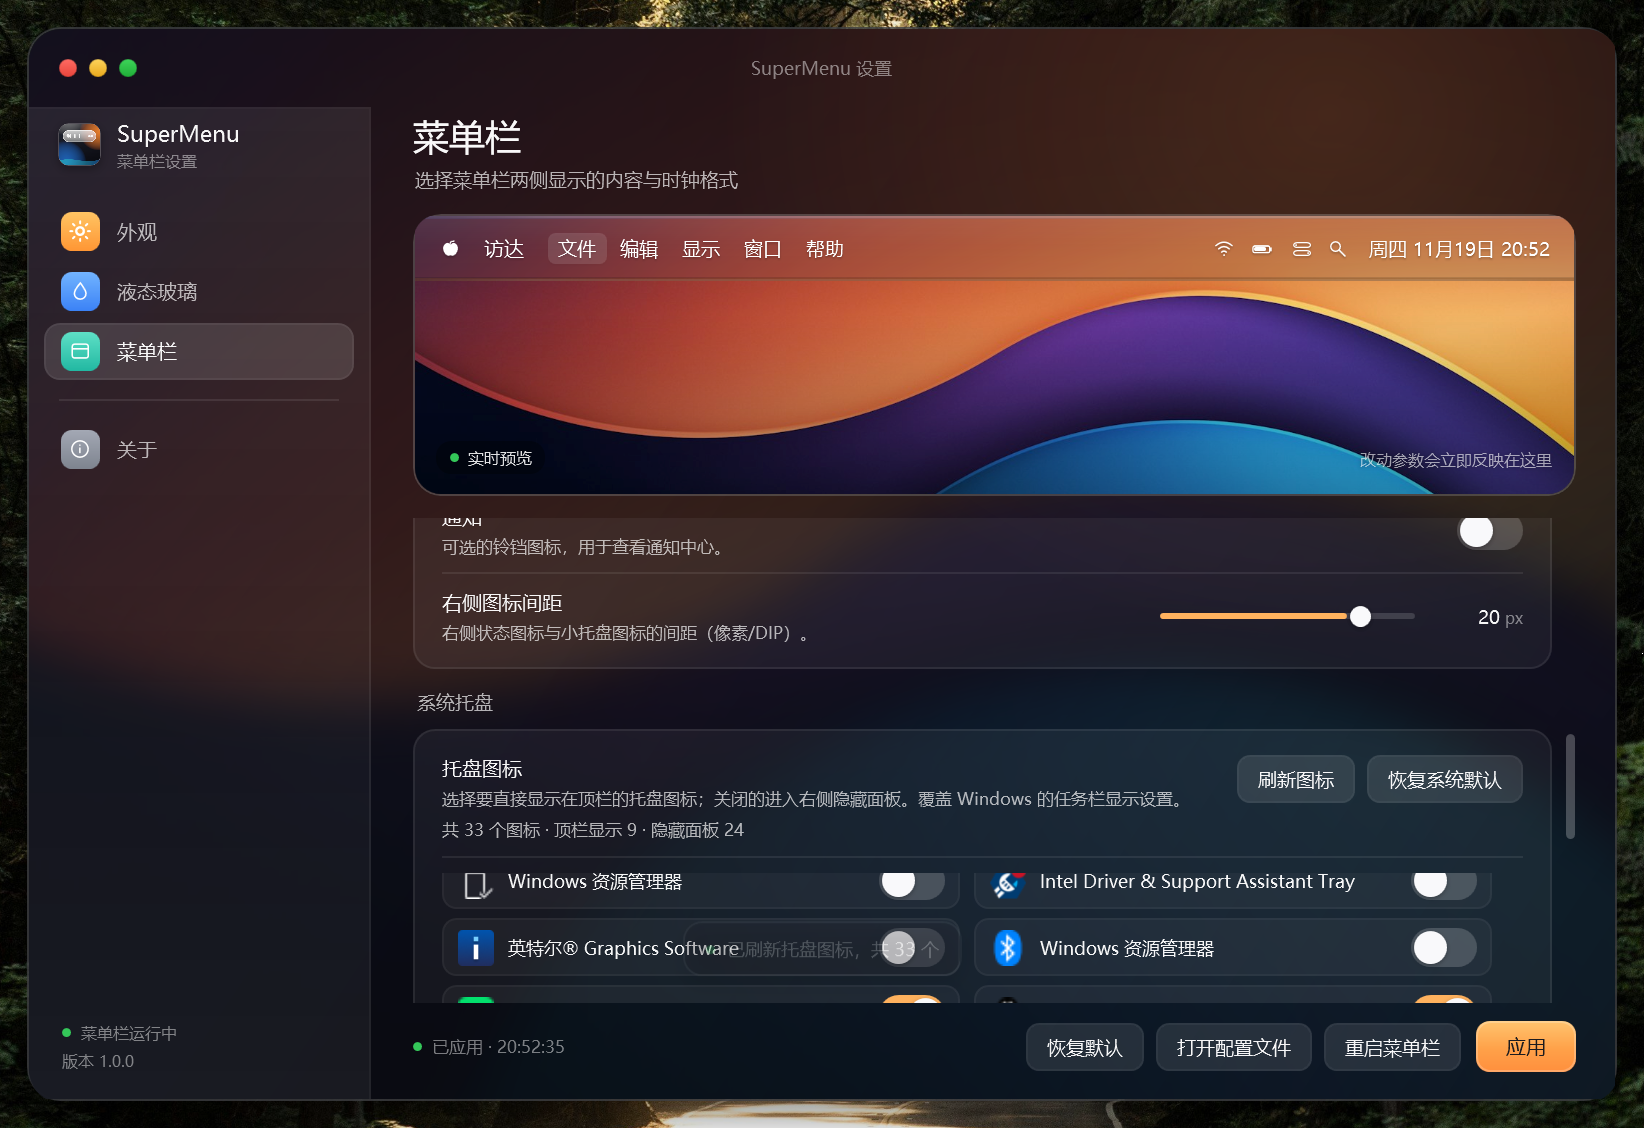 SuperMenu 设置
SuperMenu
菜单栏设置
外观
液态玻璃
菜单栏
关于
菜单栏运行中
版本 1.0.0
菜单栏
选择菜单栏两侧显示的内容与时钟格式
访达 文件 编辑 显示 窗口 帮助 周四 11月19日 20:52
实时预览
改动参数会立即反映在这里
通知
可选的铃铛图标，用于查看通知中心。
右侧图标间距
右侧状态图标与小托盘图标的间距（像素/DIP）。
20 px
系统托盘
托盘图标
选择要直接显示在顶栏的托盘图标；关闭的进入右侧隐藏面板。覆盖 Windows 的任务栏显示设置。
共 33 个图标 · 顶栏显示 9 · 隐藏面板 24
刷新图标
恢复系统默认
Windows 资源管理器
Intel Driver & Support Assistant Tray
英特尔® Graphics Software
已刷新托盘图标，共 33 个
Windows 资源管理器
已应用 · 20:52:35
恢复默认
打开配置文件
重启菜单栏
应用